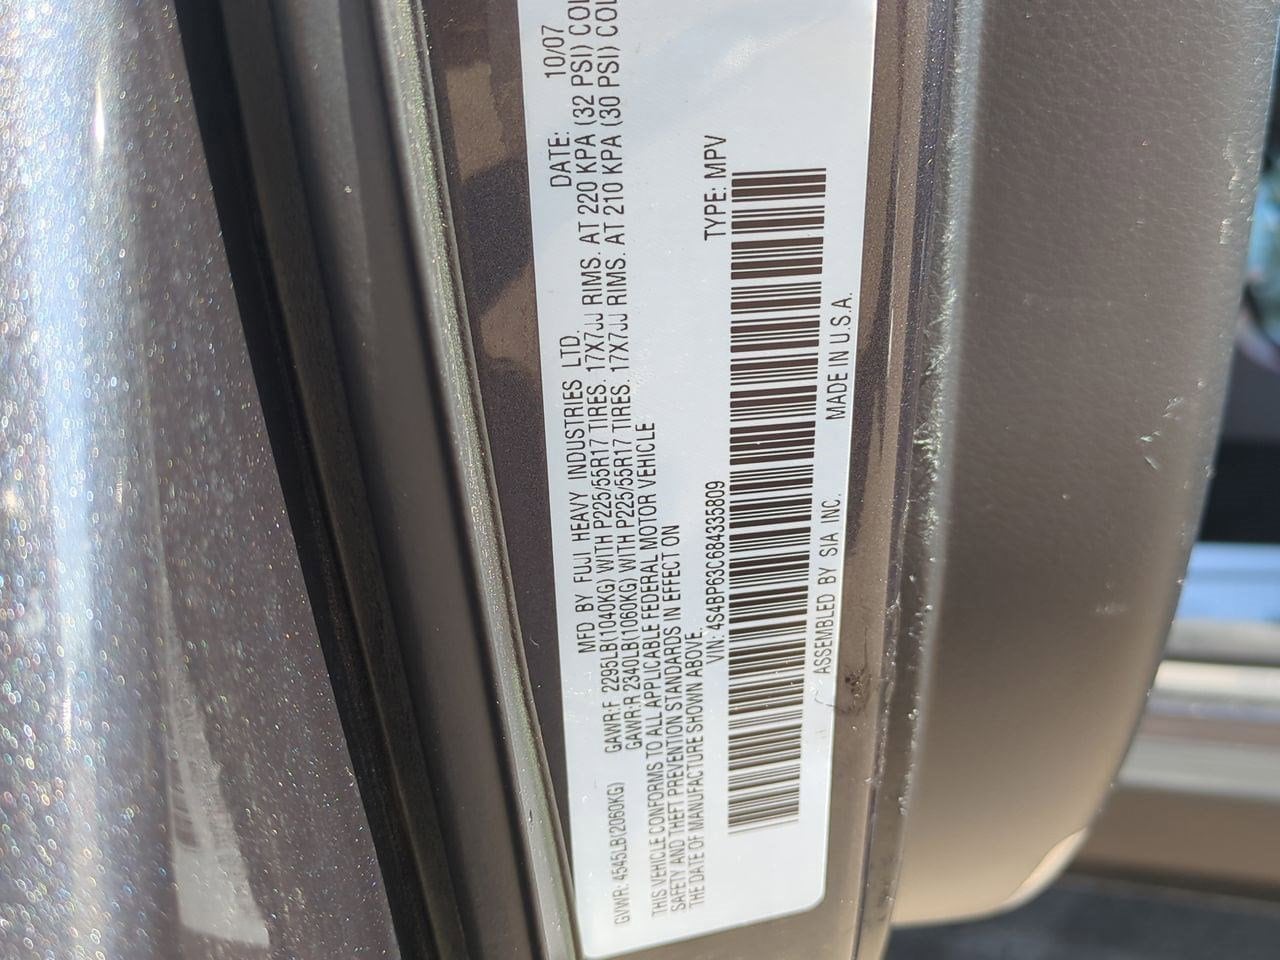 MFD BY FUJI HEAVY INDUSTRIES LTD. DATE: 10/07
GVWR: 4545LB(2060KG) GAWR:F 2295LB(1040KG) WITH P225/55R17 TIRES. 17X7JJ RIMS. AT 220 KPA (32 PSI) COL
GAWR:R 2340LB(1060KG) WITH P225/55R17 TIRES. 17X7JJ RIMS. AT 210 KPA (30 PSI) COL
THIS VEHICLE CONFORMS TO ALL APPLICABLE FEDERAL MOTOR VEHICLE
SAFETY AND THEFT PREVENTION STANDARDS IN EFFECT ON
THE DATE OF MANUFACTURE SHOWN ABOVE.
VIN: 4S4BP63C684335809 TYPE: MPV
ASSEMBLED BY SIA INC. MADE IN U.S.A.